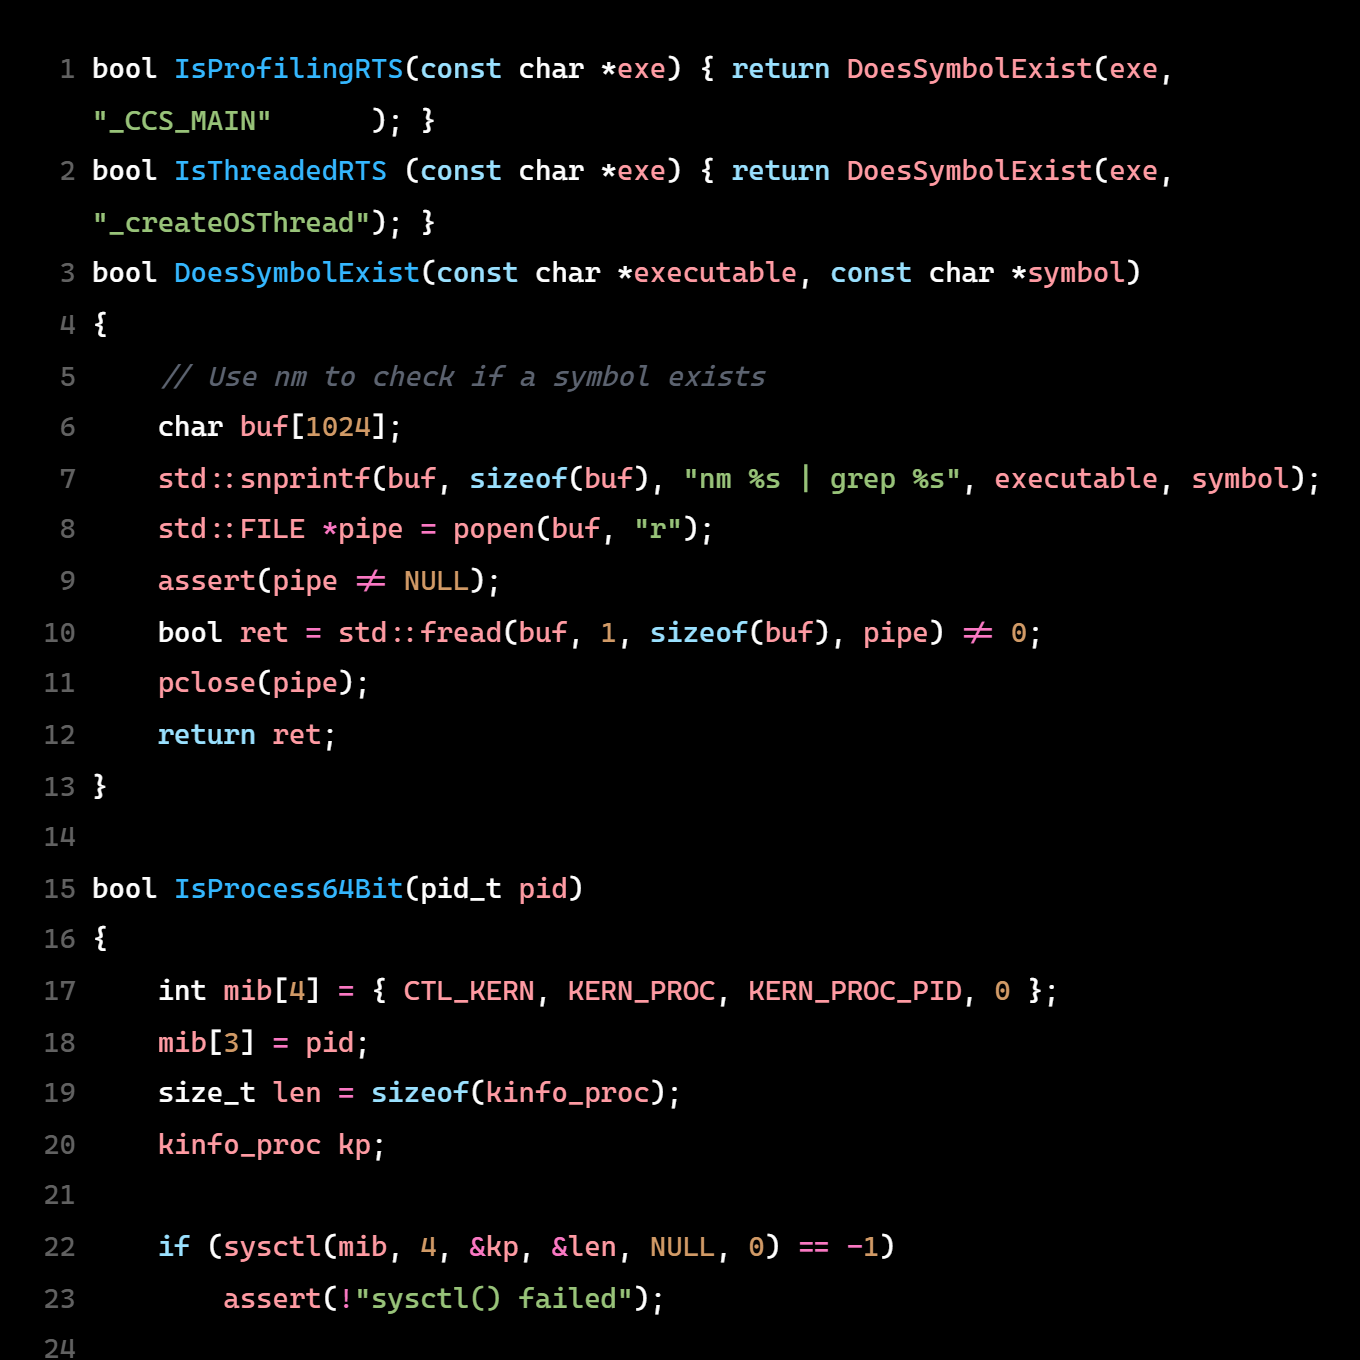 1 bool IsProfilingRTS(const char *exe) { return DoesSymbolExist(exe,
"_CCS_MAIN"      ); }
2 bool IsThreadedRTS (const char *exe) { return DoesSymbolExist(exe,
"_createOSThread"); }
3 bool DoesSymbolExist(const char *executable, const char *symbol)
4 {
5     // Use nm to check if a symbol exists
6     char buf[1024];
7     std::snprintf(buf, sizeof(buf), "nm %s | grep %s", executable, symbol);
8     std::FILE *pipe = popen(buf, "r");
9     assert(pipe != NULL);
10     bool ret = std::fread(buf, 1, sizeof(buf), pipe) != 0;
11     pclose(pipe);
12     return ret;
13 }
14
15 bool IsProcess64Bit(pid_t pid)
16 {
17     int mib[4] = { CTL_KERN, KERN_PROC, KERN_PROC_PID, 0 };
18     mib[3] = pid;
19     size_t len = sizeof(kinfo_proc);
20     kinfo_proc kp;
21
22     if (sysctl(mib, 4, &kp, &len, NULL, 0) == -1)
23         assert(!"sysctl() failed");
24